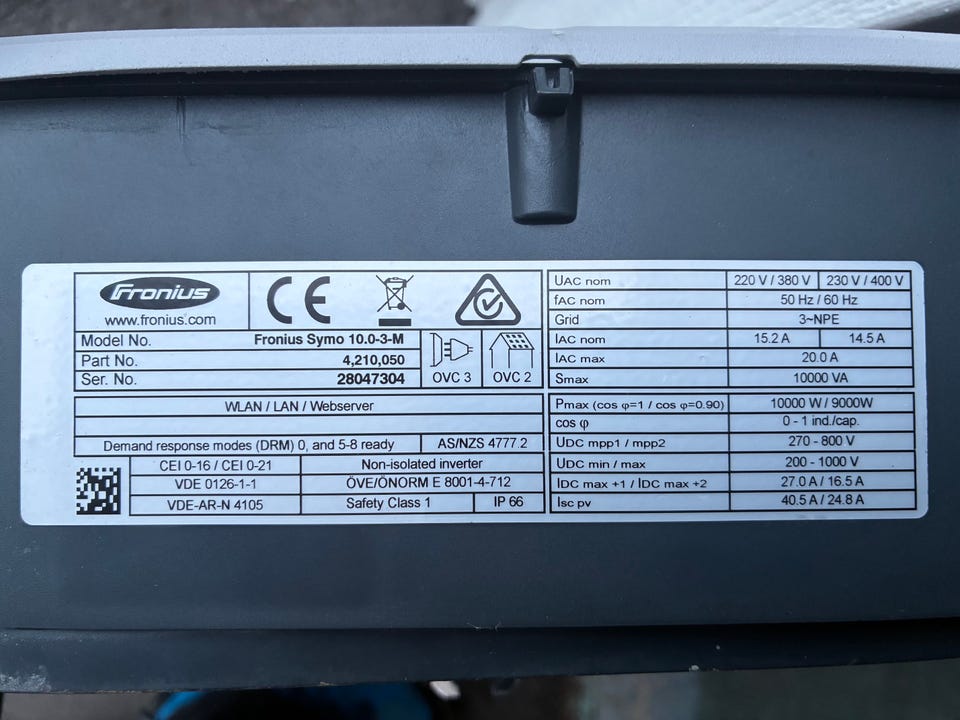 Fronius
www.fronius.com
CE
Model No. Fronius Symo 10.0-3-M
Part No. 4,210,050
Ser. No. 28047304
OVC 3 OVC 2
WLAN / LAN / Webserver
Demand response modes (DRM) 0, and 5-8 ready AS/NZS 4777.2
CEI 0-16 / CEI 0-21 Non-isolated inverter
VDE 0126-1-1 ÖVE/ÖNORM E 8001-4-712
VDE-AR-N 4105 Safety Class 1 IP 66
UAC nom 220 V / 380 V 230 V / 400 V
fAC nom 50 Hz / 60 Hz
Grid 3~NPE
IAC nom 15.2 A 14.5 A
IAC max 20.0 A
Smax 10000 VA
Pmax (cos φ=1 / cos φ=0.90) 10000 W / 9000W
cos φ 0 - 1 ind./cap.
UDC mpp1 / mpp2 270 - 800 V
UDC min / max 200 - 1000 V
IDC max +1 / IDC max +2 27.0 A / 16.5 A
Isc pv 40.5 A / 24.8 A